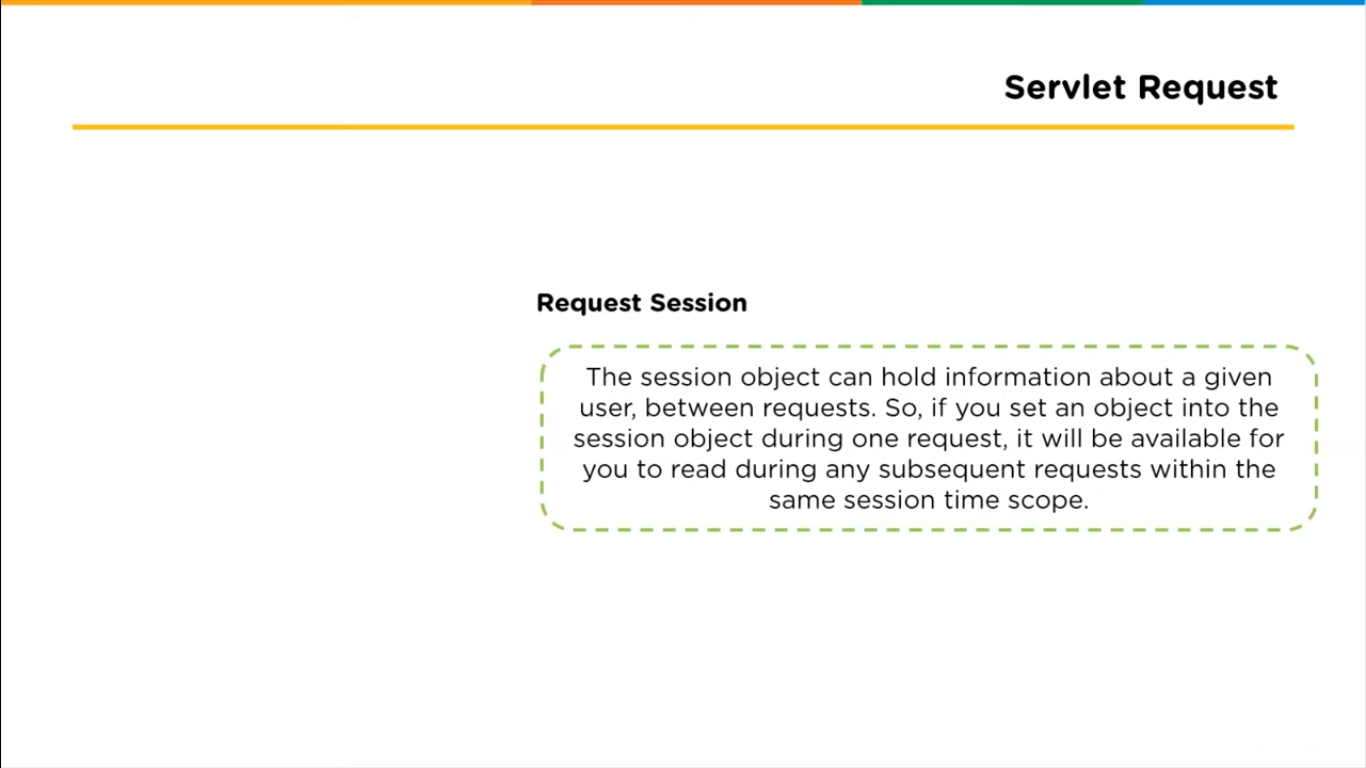 Servlet Request
Request Session
The session object can hold information about a given
user, between requests. So, if you set an object into the
session object during one request, it will be available for
you to read during any subsequent requests within the
same session time scope.